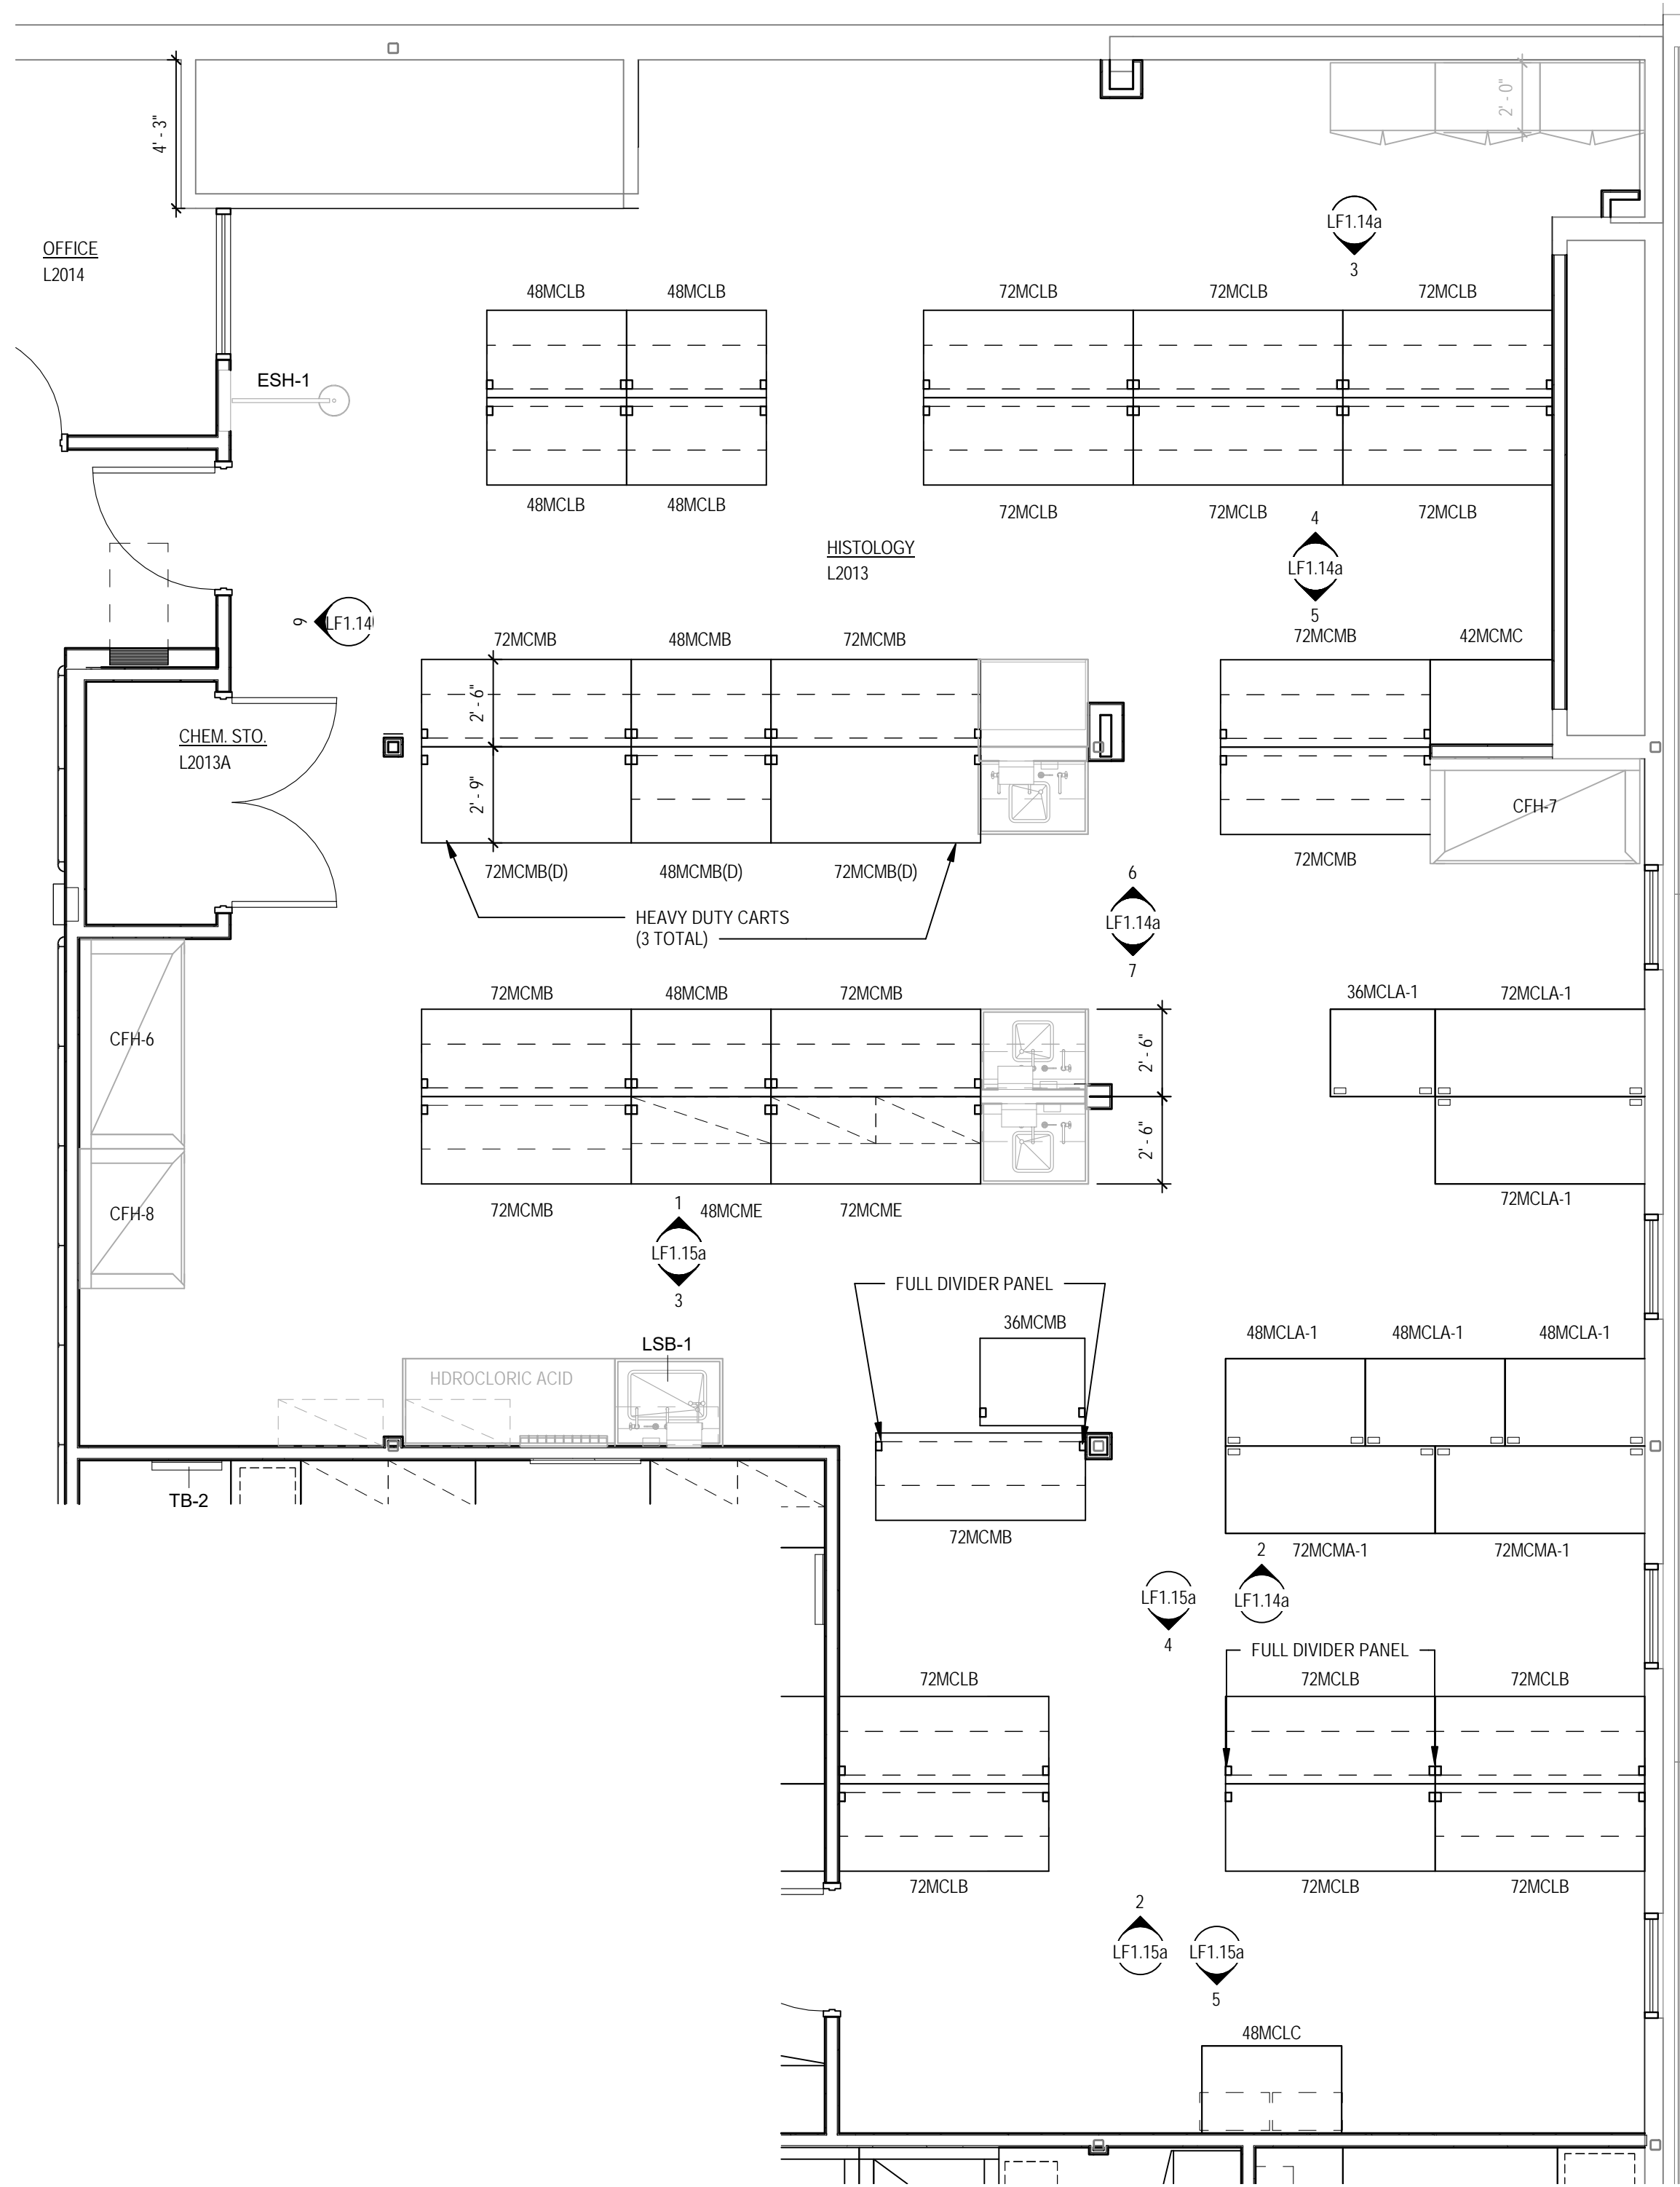 4' - 3"
2' - 0"
OFFICE
L2014
LF1.14a
3
48MCLB
48MCLB
72MCLB
72MCLB
72MCLB
ESH-1
48MCLB
48MCLB
72MCLB
72MCLB
72MCLB
HISTOLOGY
L2013
4
LF1.14a
5
9
LF1.14
72MCMB
48MCMB
72MCMB
72MCMB
42MCMC
2' - 6"
CHEM. STO.
L2013A
2' - 9"
CFH-7
72MCMB(D)
48MCMB(D)
72MCMB(D)
72MCMB
HEAVY DUTY CARTS
(3 TOTAL)
6
LF1.14a
7
72MCMB
48MCMB
72MCMB
36MCLA-1
72MCLA-1
CFH-6
2' - 6"
2' - 6"
CFH-8
72MCMB
1
48MCME
72MCME
72MCLA-1
LF1.15a
3
FULL DIVIDER PANEL
36MCMB
48MCLA-1
48MCLA-1
48MCLA-1
LSB-1
HDROCLORIC ACID
TB-2
72MCMB
2
72MCMA-1
72MCMA-1
LF1.15a
4
LF1.14a
FULL DIVIDER PANEL
72MCLB
72MCLB
72MCLB
72MCLB
72MCLB
72MCLB
2
LF1.15a
LF1.15a
5
48MCLC